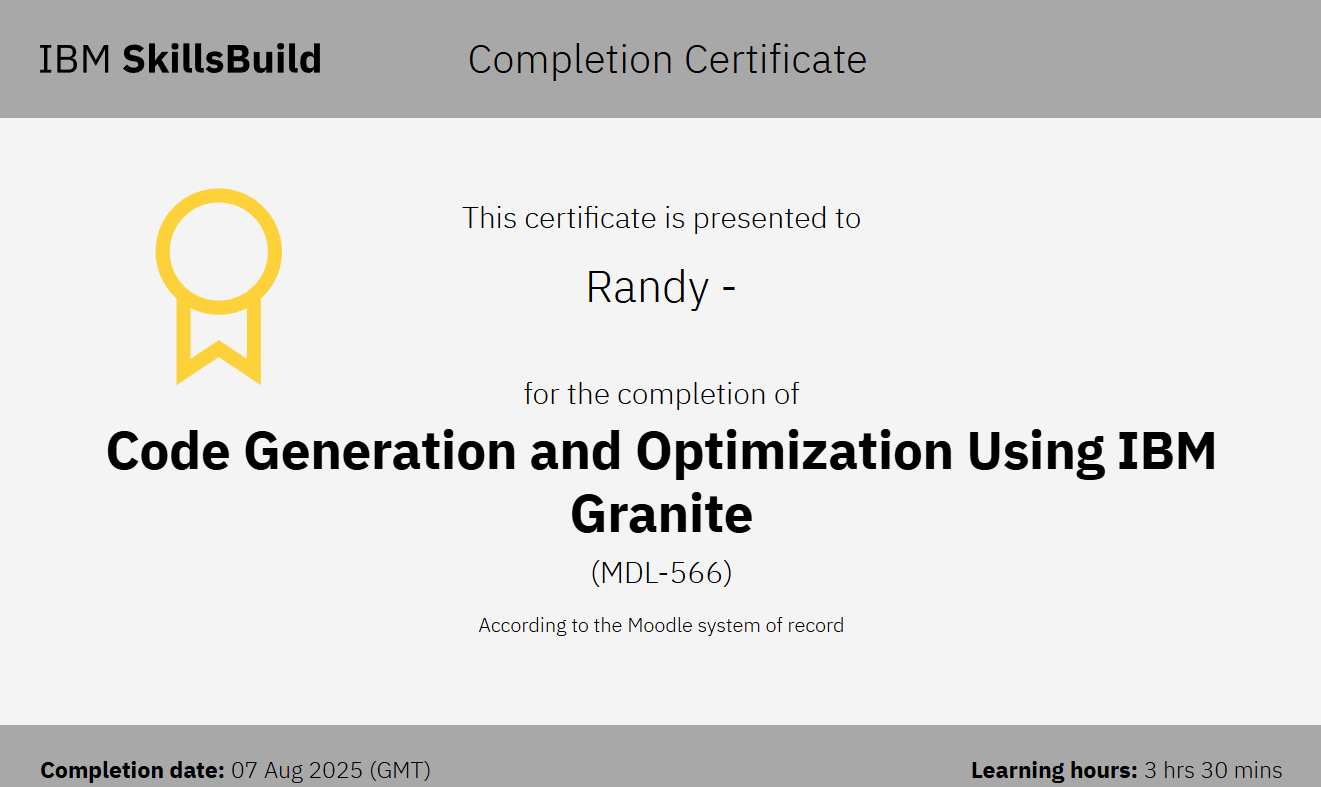 IBM SkillsBuild
Completion Certificate
This certificate is presented to
Randy -
for the completion of
Code Generation and Optimization Using IBM
Granite
(MDL-566)
According to the Moodle system of record
Completion date: 07 Aug 2025 (GMT)
Learning hours: 3 hrs 30 mins